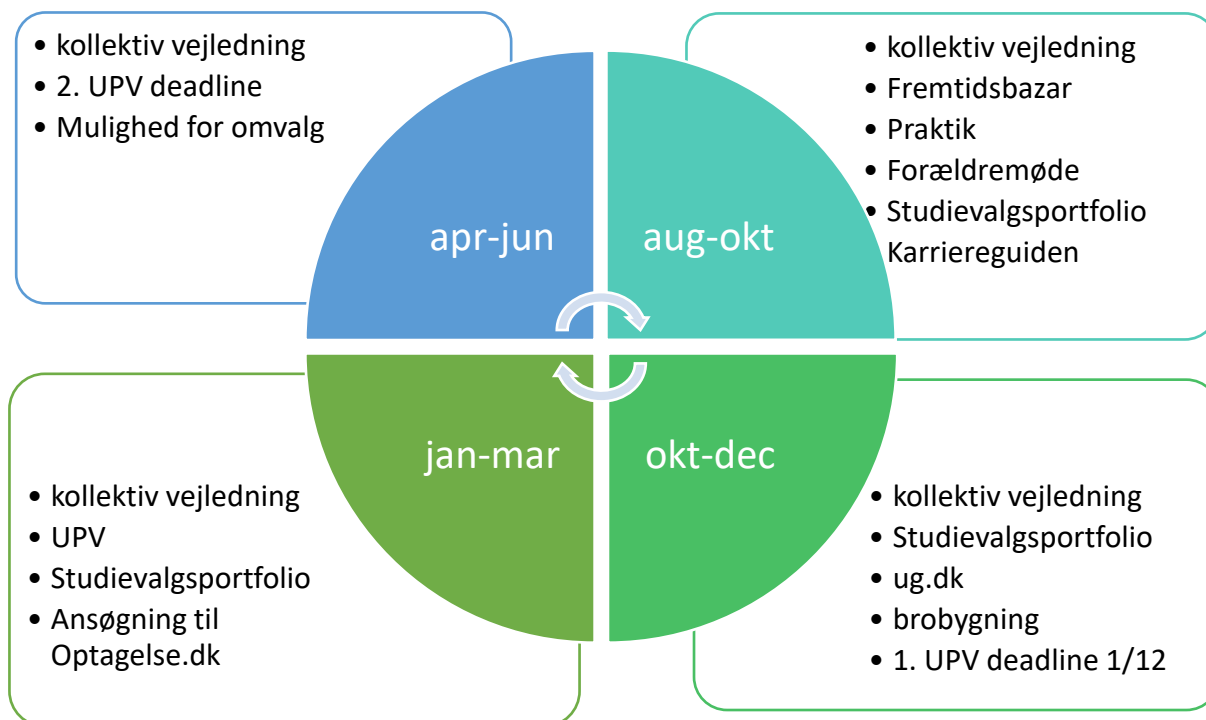 • kollektiv vejledning
• 2. UPV deadline
• Mulighed for omvalg
apr-jun
• kollektiv vejledning
• Fremtidsbazar
• Praktik
• Forældremøde
• Studievalgsportfolio
Karriereguiden
aug-okt
• kollektiv vejledning
• UPV
• Studievalgsportfolio
• Ansøgning til
Optagelse.dk
jan-mar
okt-dec
• kollektiv vejledning
• Studievalgsportfolio
• ug.dk
• brobygning
• 1. UPV deadline 1/12